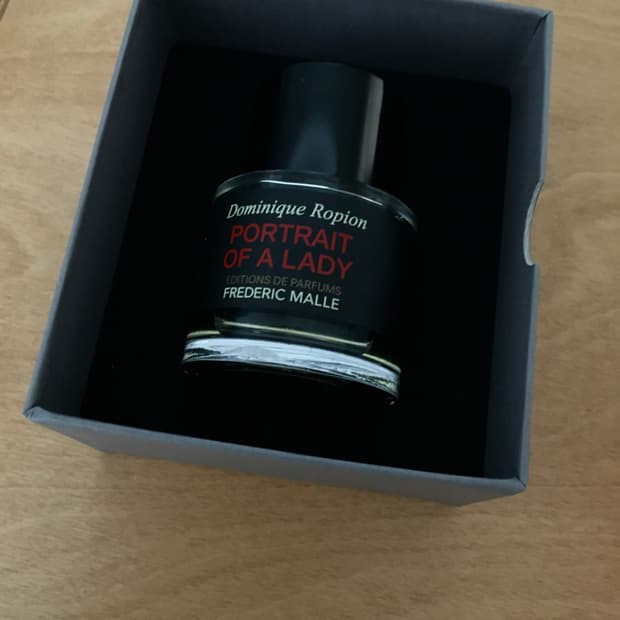 Dominique Ropion
PORTRAIT
OF A LADY
EDITIONS DE PARFUMS
FREDERIC MALLE